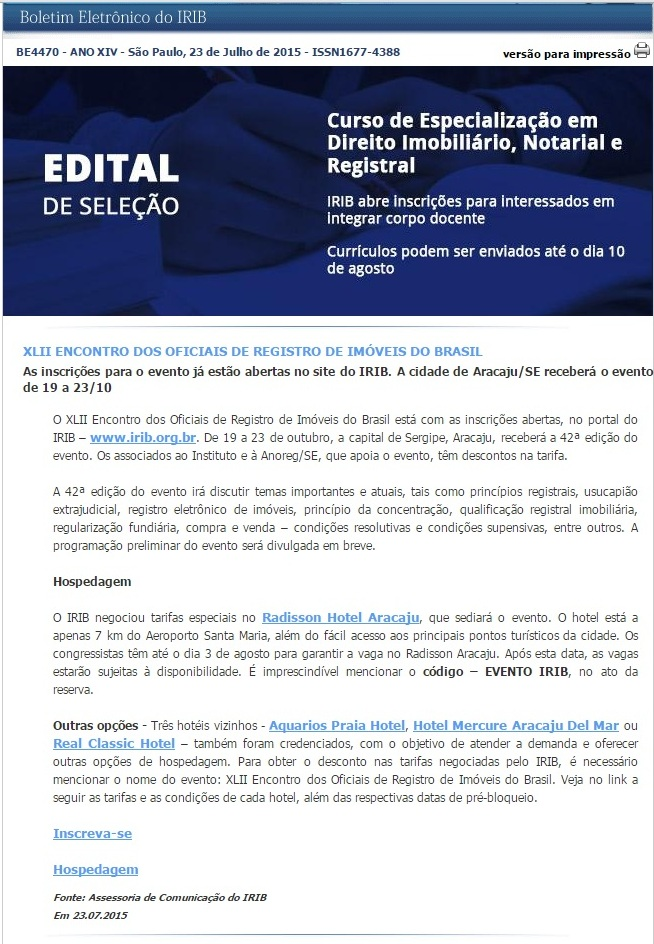 Boletim Eletrônico do IRIB
BE4470 - ANO XIV - São Paulo, 23 de Julho de 2015 - ISSN1677-4388
versão para impressão
EDITAL
DE SELEÇÃO
Curso de Especialização em
Direito Imobiliário, Notarial e
Registral
IRIB abre inscrições para interessados em
integrar corpo docente
Currículos podem ser enviados até o dia 10
de agosto
XLII ENCONTRO DOS OFICIAIS DE REGISTRO DE IMÓVEIS DO BRASIL
As inscrições para o evento já estão abertas no site do IRIB. A cidade de Aracaju/SE receberá o evento
de 19 a 23/10
O XLII Encontro dos Oficiais de Registro de Imóveis do Brasil está com as inscrições abertas, no portal do
IRIB – www.irib.org.br. De 19 a 23 de outubro, a capital de Sergipe, Aracaju, receberá a 42ª edição do
evento. Os associados ao Instituto e à Anoreg/SE, que apoia o evento, têm descontos na tarifa.
A 42ª edição do evento irá discutir temas importantes e atuais, tais como princípios registrais, usucapião
extrajudicial, registro eletrônico de imóveis, princípio da concentração, qualificação registral imobiliária,
regularização fundiária, compra e venda – condições resolutivas e condições supensivas, entre outros. A
programação preliminar do evento será divulgada em breve.
Hospedagem
O IRIB negociou tarifas especiais no Radisson Hotel Aracaju, que sediará o evento. O hotel está a
apenas 7 km do Aeroporto Santa Maria, além do fácil acesso aos principais pontos turísticos da cidade. Os
congressistas têm até o dia 3 de agosto para garantir a vaga no Radisson Aracaju. Após esta data, as vagas
estarão sujeitas à disponibilidade. É imprescindível mencionar o código – EVENTO IRIB, no ato da
reserva.
Outras opções - Três hotéis vizinhos - Aquarios Praia Hotel, Hotel Mercure Aracaju Del Mar ou
Real Classic Hotel – também foram credenciados, com o objetivo de atender a demanda e oferecer
outras opções de hospedagem. Para obter o desconto nas tarifas negociadas pelo IRIB, é necessário
mencionar o nome do evento: XLII Encontro dos Oficiais de Registro de Imóveis do Brasil. Veja no link a
seguir as tarifas e as condições de cada hotel, além das respectivas datas de pré-bloqueio.
Inscreva-se
Hospedagem
Fonte: Assessoria de Comunicação do IRIB
Em 23.07.2015